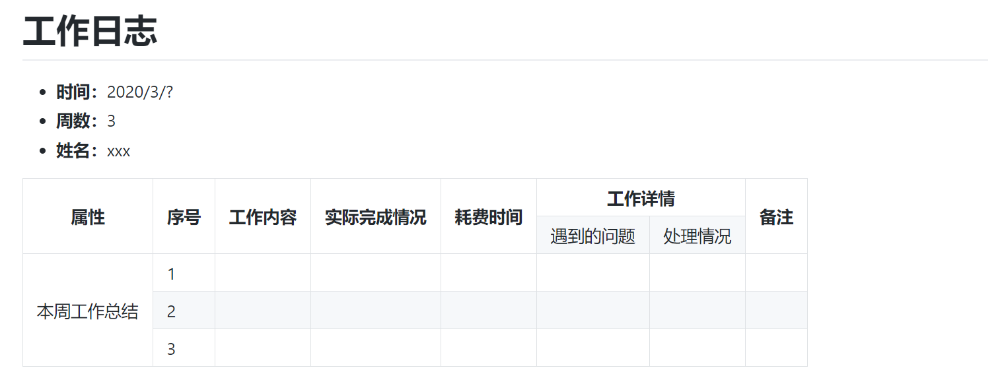 工作日志
时间：2020/3/?
周数：3
姓名：xxx
属性 序号 工作内容 实际完成情况 耗费时间 工作详情 备注
遇到的问题 处理情况
本周工作总结 1
2
3